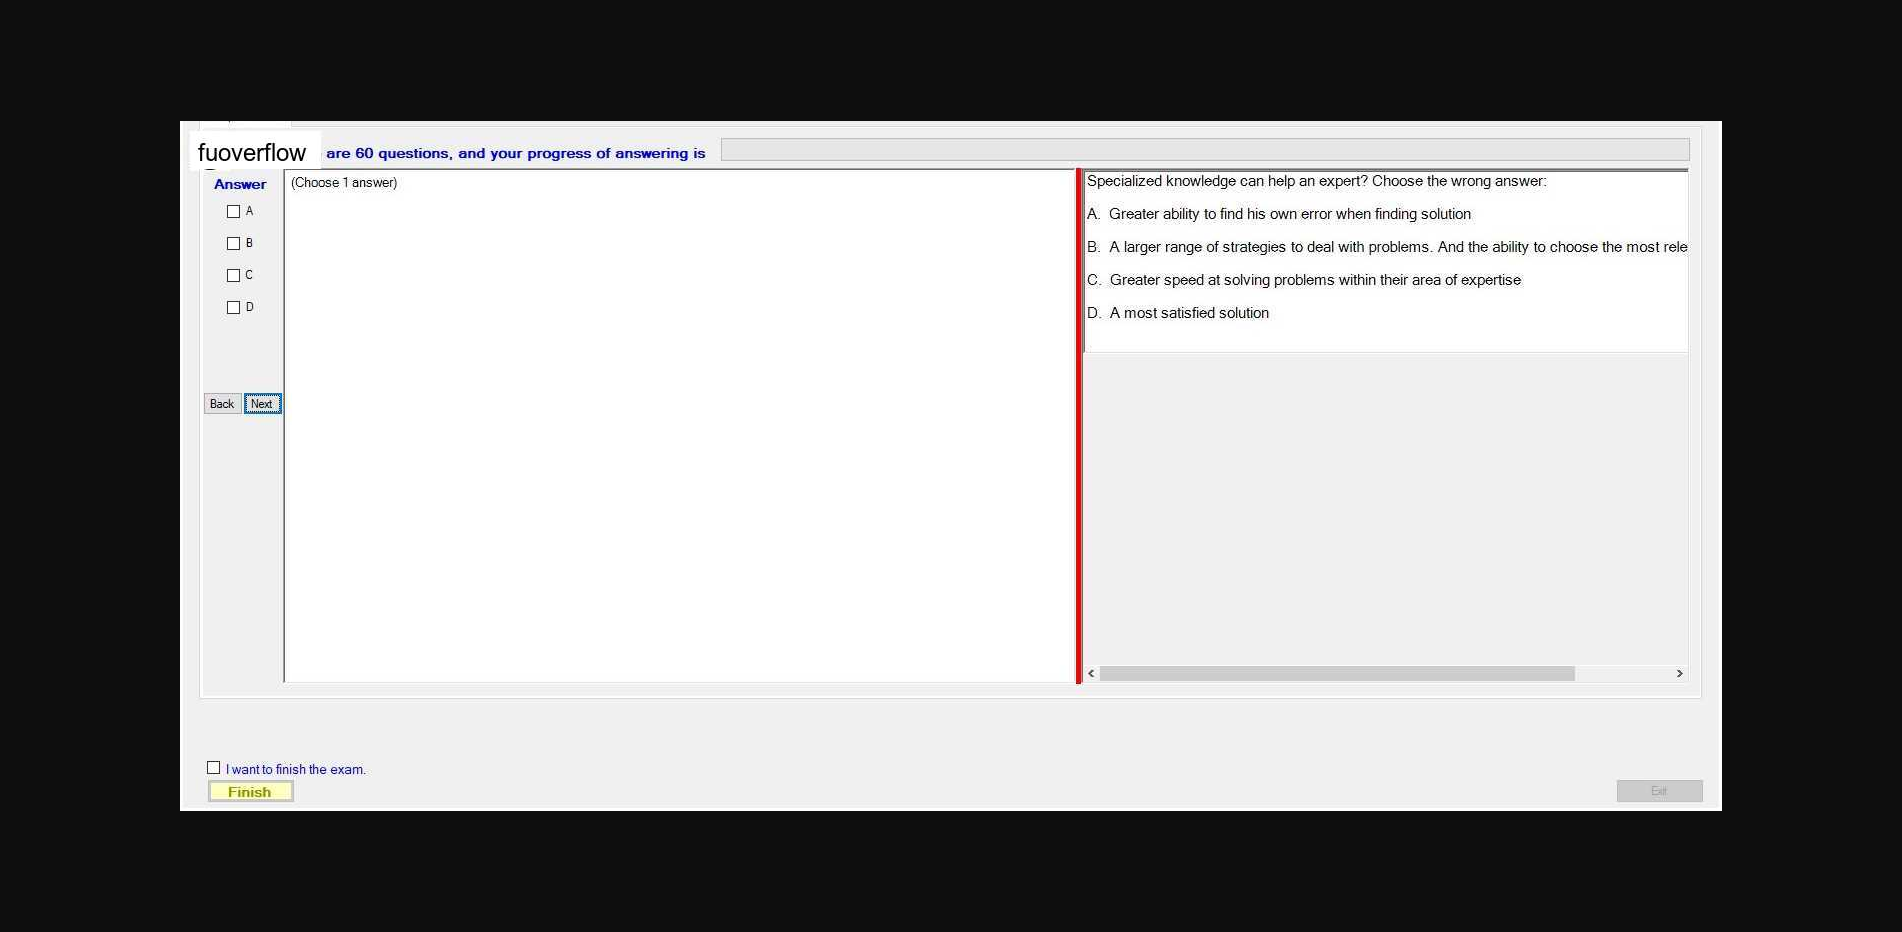 fuoverflow are 60 questions, and your progress of answering is
Answer
A
B
C
D
Back Next
(Choose 1 answer)
Specialized knowledge can help an expert? Choose the wrong answer:
A. Greater ability to find his own error when finding solution
B. A larger range of strategies to deal with problems. And the ability to choose the most rele
C. Greater speed at solving problems within their area of expertise
D. A most satisfied solution
I want to finish the exam.
Finish
Exit